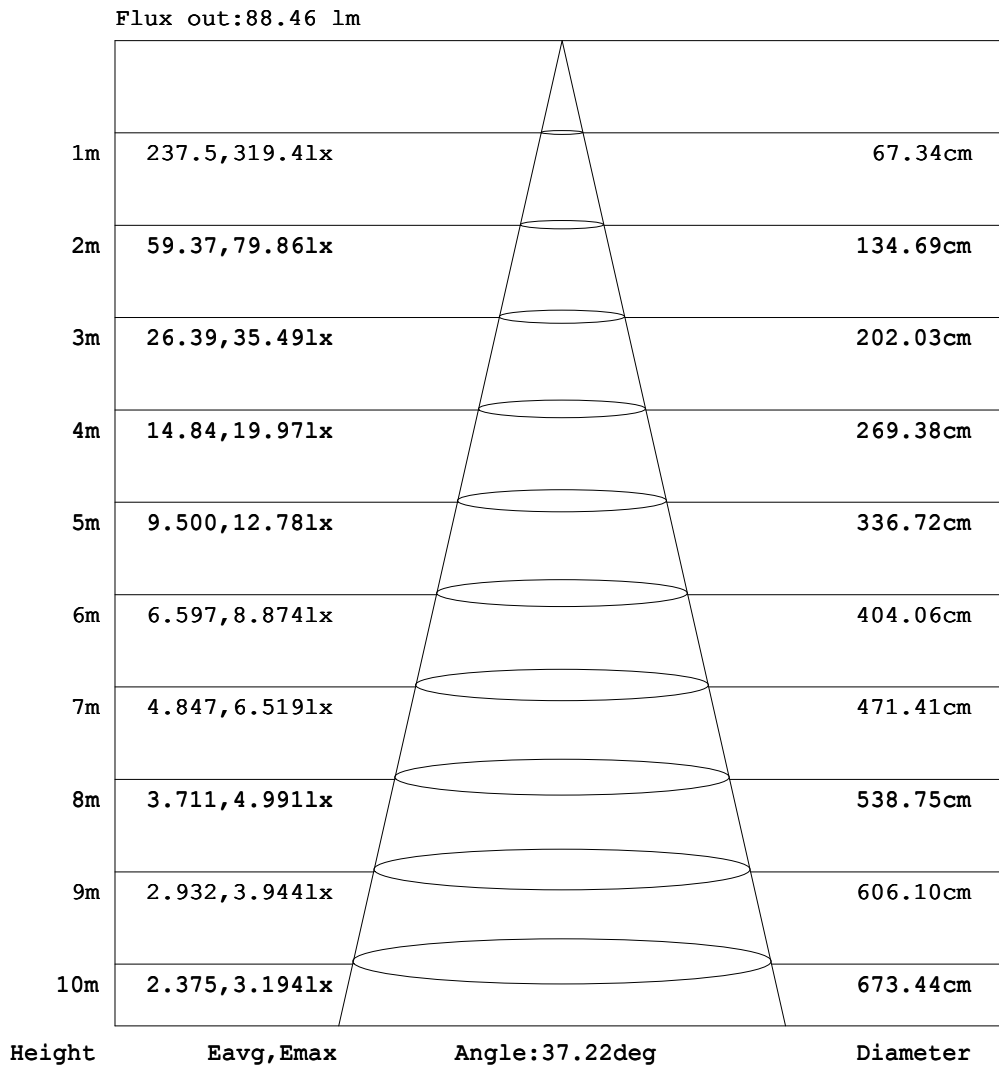 Flux out:88.46 lm
1m 237.5,319.4lx 67.34cm
2m 59.37,79.86lx 134.69cm
3m 26.39,35.49lx 202.03cm
4m 14.84,19.97lx 269.38cm
5m 9.500,12.78lx 336.72cm
6m 6.597,8.874lx 404.06cm
7m 4.847,6.519lx 471.41cm
8m 3.711,4.991lx 538.75cm
9m 2.932,3.944lx 606.10cm
10m 2.375,3.194lx 673.44cm
Height Eavg,Emax Angle:37.22deg Diameter